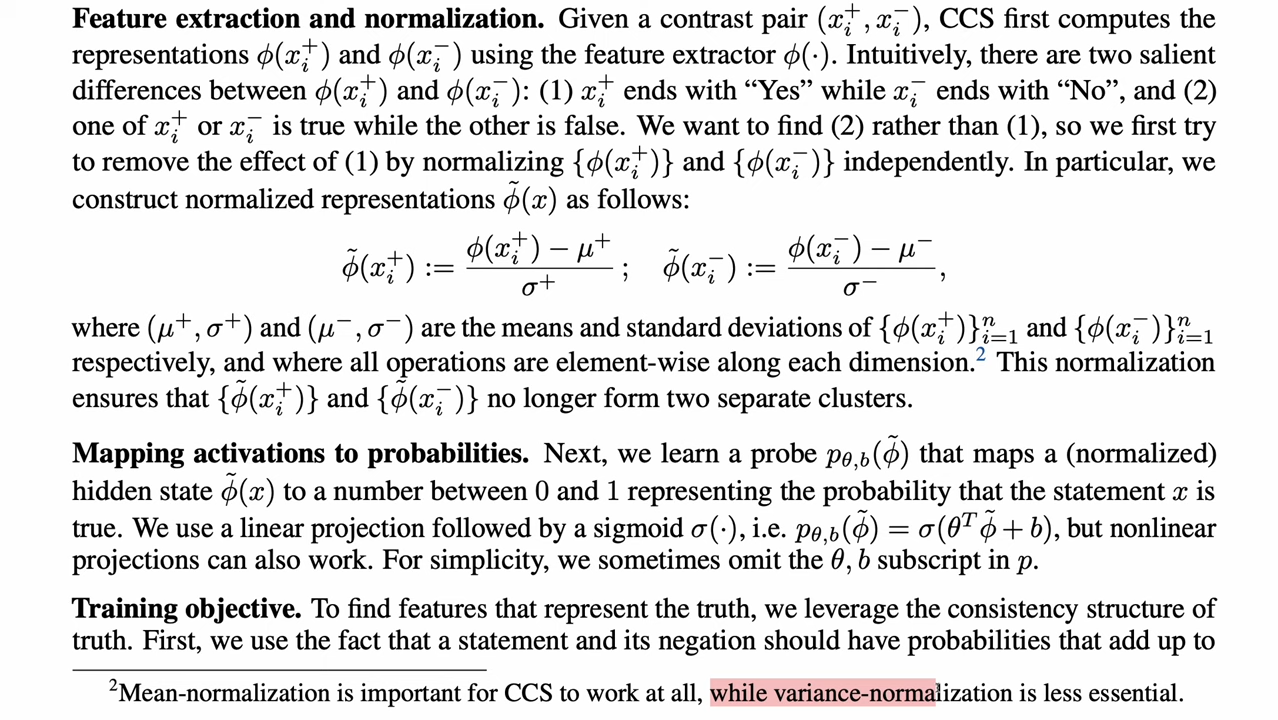 Feature extraction and normalization. Given a contrast pair (x_i^+, x_i^-), CCS first computes the
representations ϕ(x_i^+) and ϕ(x_i^-) using the feature extractor ϕ(·). Intuitively, there are two salient
differences between ϕ(x_i^+) and ϕ(x_i^-): (1) x_i^+ ends with “Yes” while x_i^- ends with “No”, and (2)
one of x_i^+ or x_i^- is true while the other is false. We want to find (2) rather than (1), so we first try
to remove the effect of (1) by normalizing {ϕ(x_i^+)} and {ϕ(x_i^-)} independently. In particular, we
construct normalized representations ϕ̃(x) as follows:
ϕ̃(x_i^+) := (ϕ(x_i^+) − μ^+) / σ^+ ; ϕ̃(x_i^-) := (ϕ(x_i^-) − μ^-) / σ^- ,
where (μ^+, σ^+) and (μ^-, σ^-) are the means and standard deviations of {ϕ(x_i^+)}_{i=1}^n and {ϕ(x_i^-)}_{i=1}^n
respectively, and where all operations are element-wise along each dimension.² This normalization
ensures that {ϕ̃(x_i^+)} and {ϕ̃(x_i^-)} no longer form two separate clusters.
Mapping activations to probabilities. Next, we learn a probe p_{θ,b}(ϕ̃) that maps a (normalized)
hidden state ϕ̃(x) to a number between 0 and 1 representing the probability that the statement x is
true. We use a linear projection followed by a sigmoid σ(·), i.e. p_{θ,b}(ϕ̃) = σ(θ^T ϕ̃ + b), but nonlinear
projections can also work. For simplicity, we sometimes omit the θ, b subscript in p.
Training objective. To find features that represent the truth, we leverage the consistency structure of
truth. First, we use the fact that a statement and its negation should have probabilities that add up to
²Mean-normalization is important for CCS to work at all, while variance-normalization is less essential.